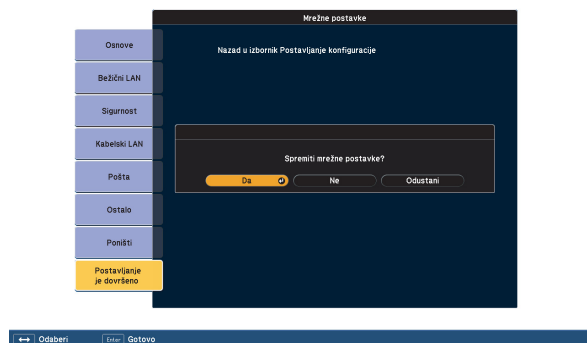 Mrežne postavke
Osnove
Nazad u izbornik Postavljanje konfiguracije
Bežični LAN
Sigurnost
Kabelski LAN
Spremiti mrežne postavke?
Pošta
Da
Ne
Odustani
Ostalo
Poništi
Postavljanje
je dovršeno
Odaberi
Enter Gotovo